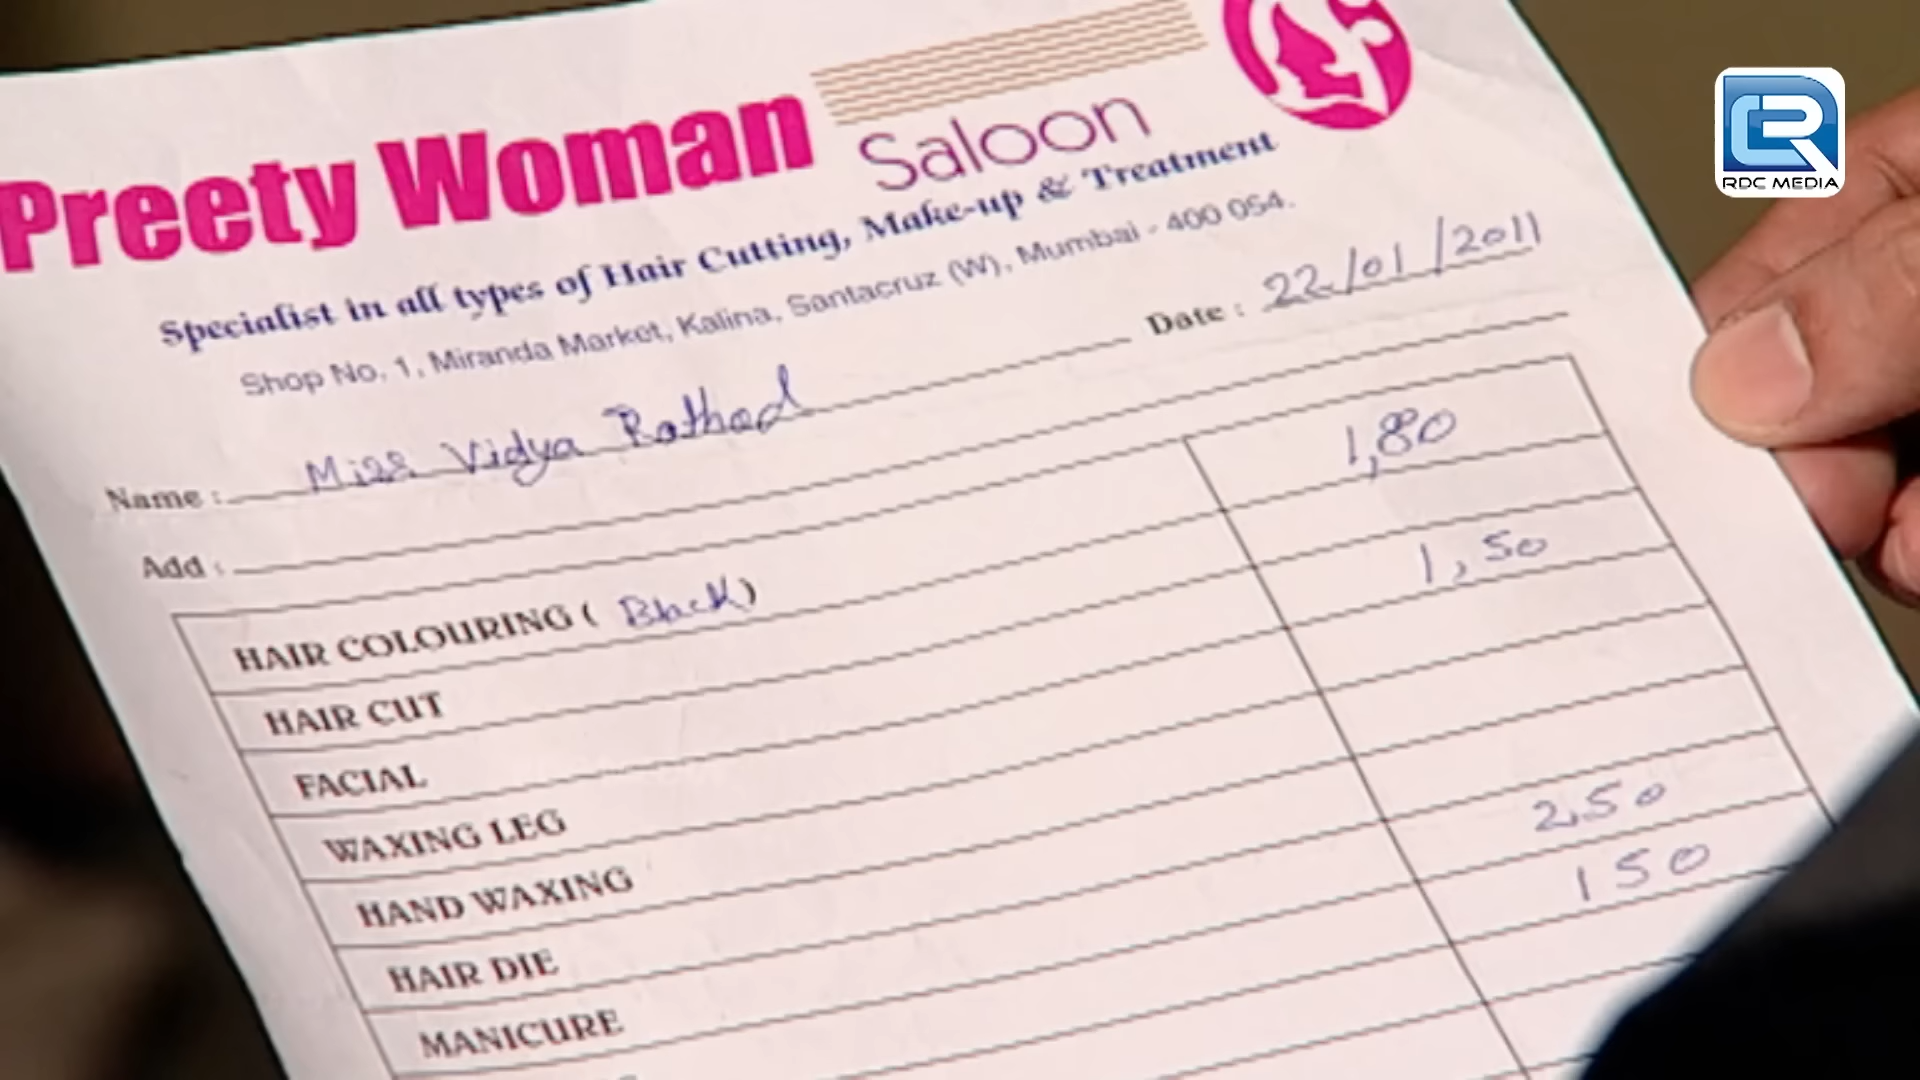 Preety Woman Saloon
Specialist in all types of Hair Cutting, Make-up & Treatment
Shop No. 1, Miranda Market, Kalina, Santacruz (W), Mumbai - 400 054.
Date : 22/01/2011
Name : Miss Vidya Rathod
Add :
HAIR COLOURING ( Black ) 1,80
HAIR CUT
FACIAL 1,50
WAXING LEG
HAND WAXING
HAIR DIE
MANICURE 250
150
RDC MEDIA